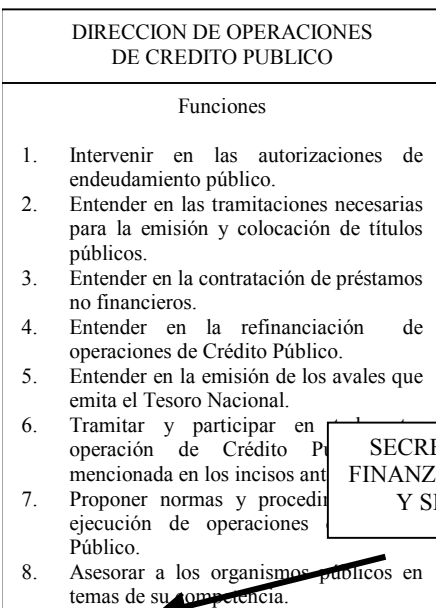 DIRECCION DE OPERACIONES
DE CREDITO PUBLICO
Funciones
1. Intervenir en las autorizaciones de
endeudamiento público.
2. Entender en las tramitaciones necesarias
para la emisión y colocación de títulos
públicos.
3. Entender en la contratación de préstamos
no financieros.
4. Entender en la refinanciación de
operaciones de Crédito Público.
5. Entender en la emisión de los avales que
emita el Tesoro Nacional.
6. Tramitar y participar en
operación de Crédito
mencionada en los incisos
7. Proponer normas y
ejecución de operaciones
Público.
8. Asesorar a los organismos públicos en
temas de su competencia.
Y